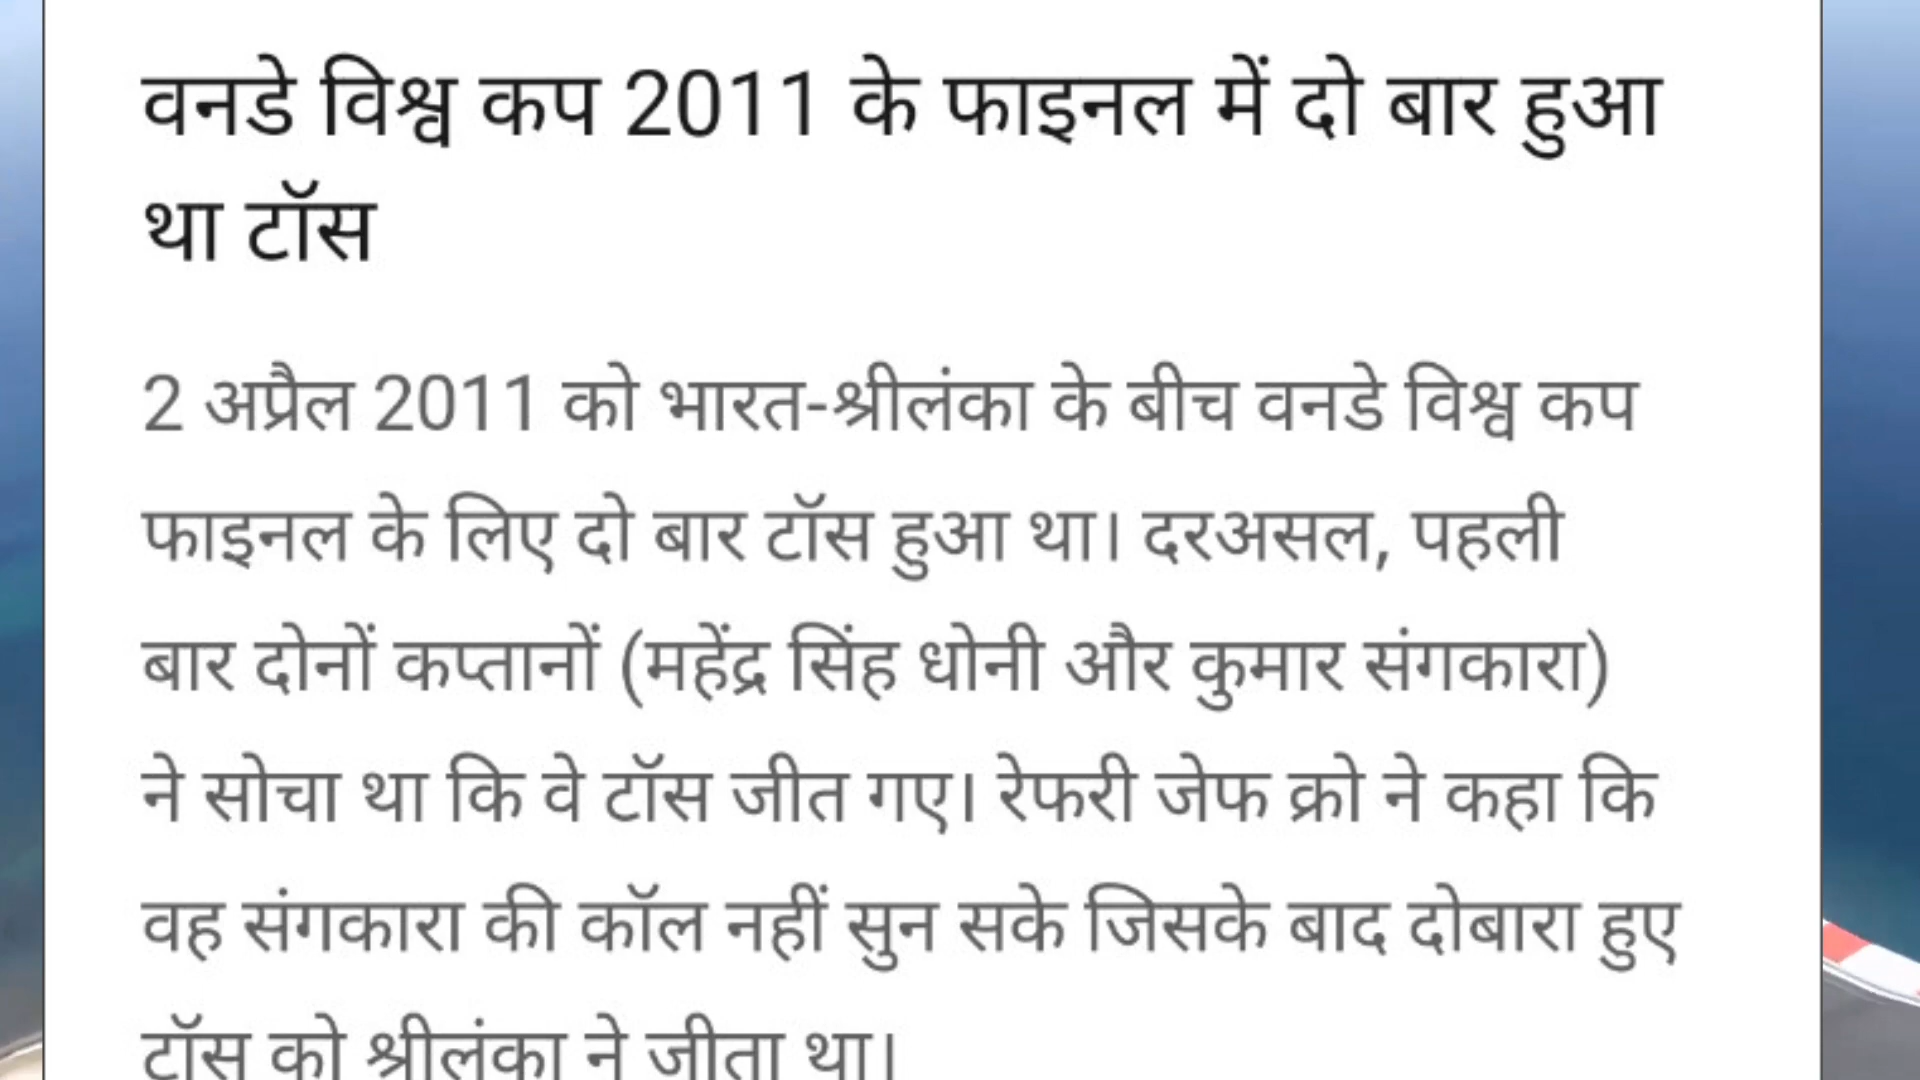 वनडे विश्व कप 2011 के फाइनल में दो बार हुआ
था टॉस
2 अप्रैल 2011 को भारत-श्रीलंका के बीच वनडे विश्व कप
फाइनल के लिए दो बार टॉस हुआ था। दरअसल, पहली
बार दोनों कप्तानों (महेंद्र सिंह धोनी और कुमार संगकारा)
ने सोचा था कि वे टॉस जीत गए। रेफरी जेफ क्रो ने कहा कि
वह संगकारा की कॉल नहीं सुन सके जिसके बाद दोबारा हुए
टॉस को श्रीलंका ने जीता था।